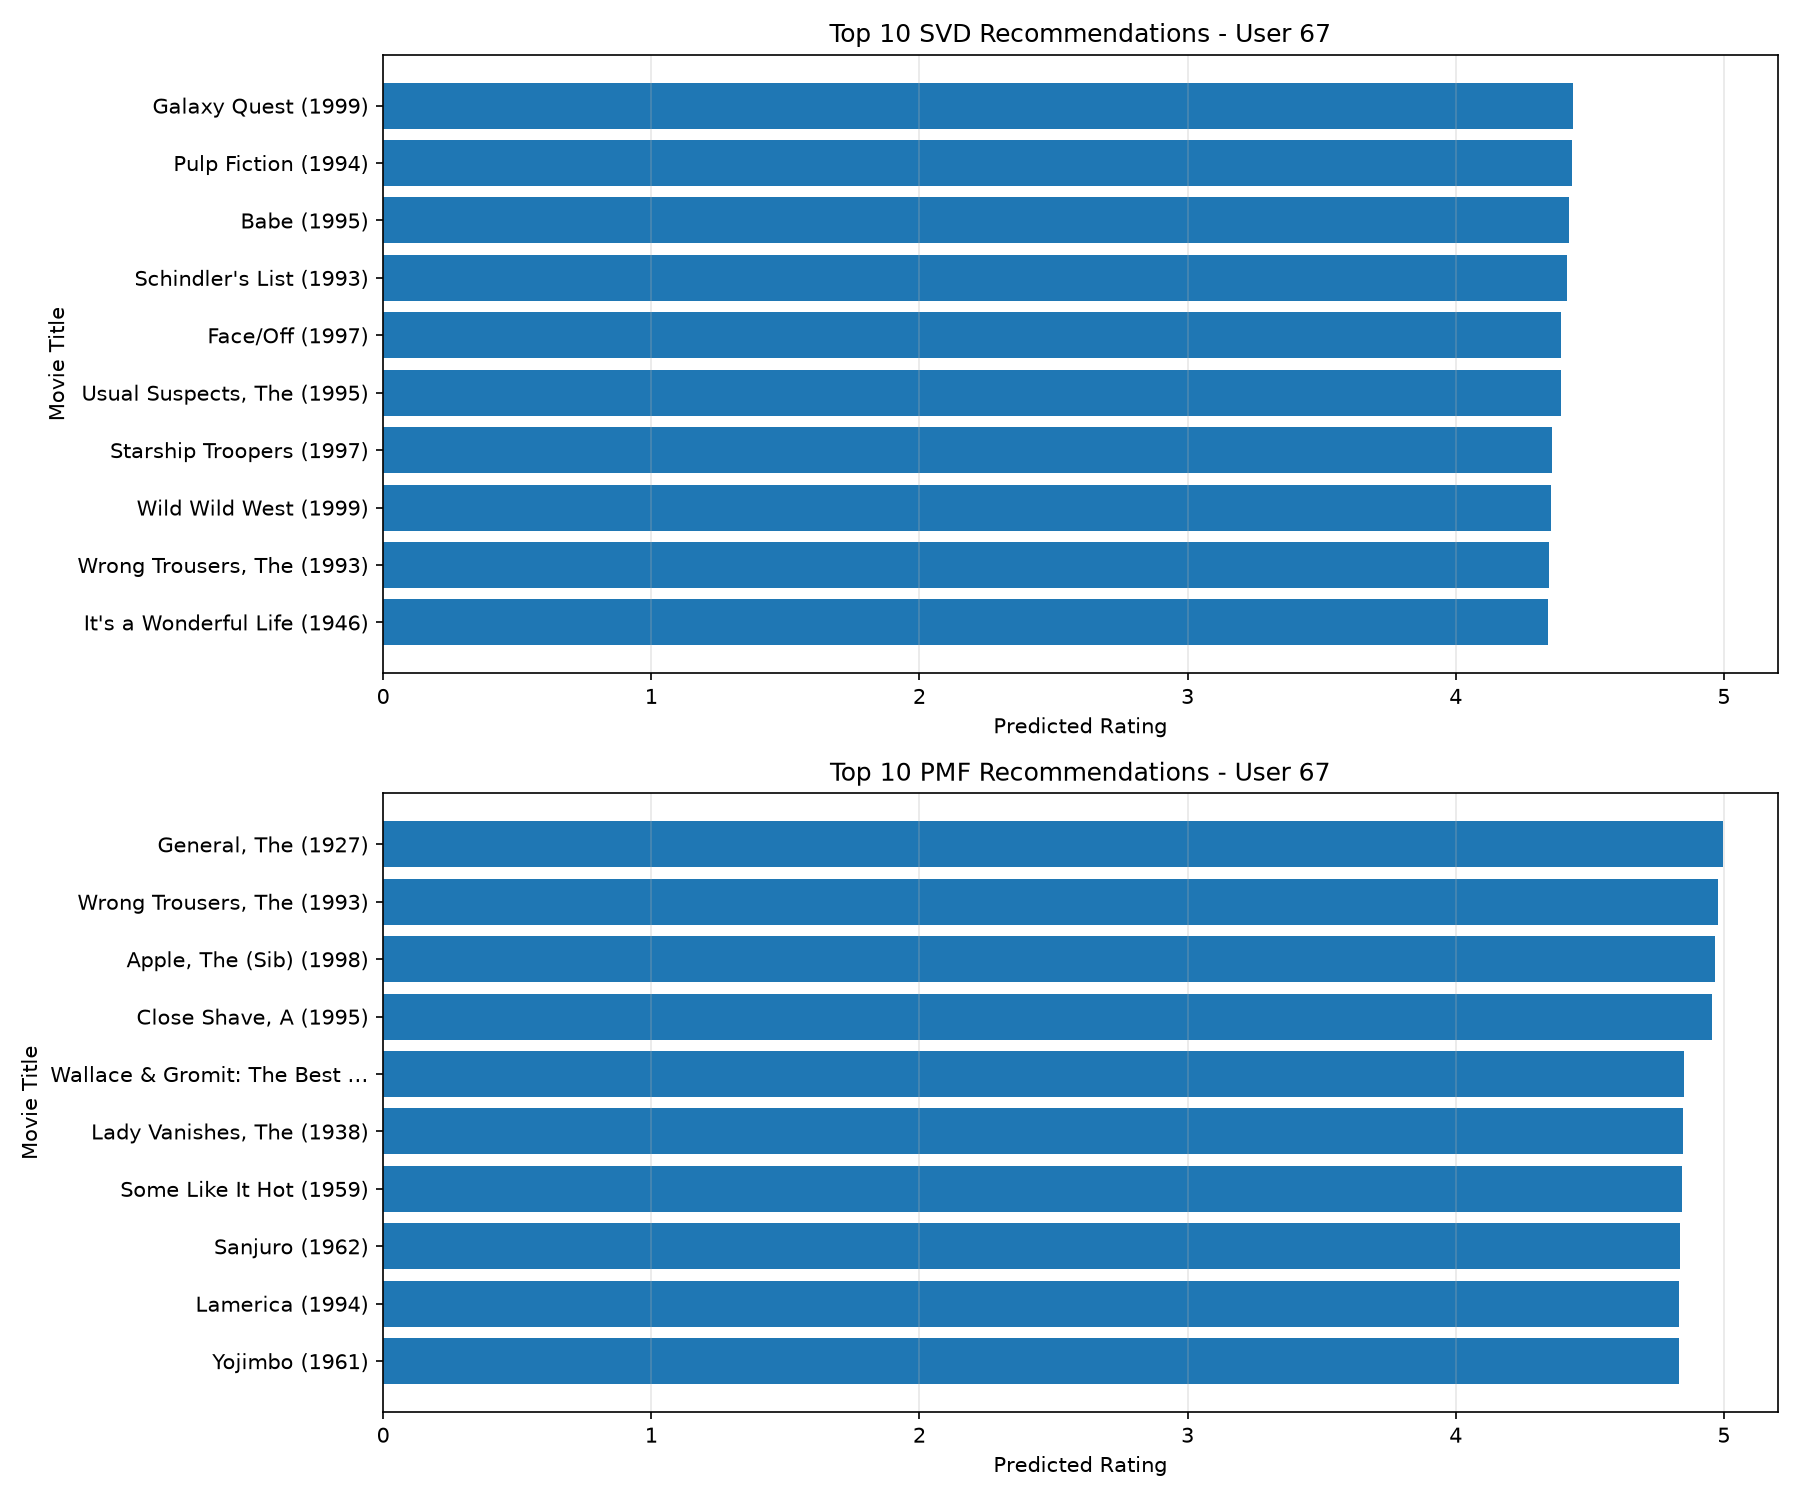 Top 10 SVD Recommendations - User 67
Movie Title
Galaxy Quest (1999)
Pulp Fiction (1994)
Babe (1995)
Schindler's List (1993)
Face/Off (1997)
Usual Suspects, The (1995)
Starship Troopers (1997)
Wild Wild West (1999)
Wrong Trousers, The (1993)
It's a Wonderful Life (1946)
0 1 2 3 4 5
Predicted Rating
Top 10 PMF Recommendations - User 67
Movie Title
General, The (1927)
Wrong Trousers, The (1993)
Apple, The (Sib) (1998)
Close Shave, A (1995)
Wallace & Gromit: The Best ...
Lady Vanishes, The (1938)
Some Like It Hot (1959)
Sanjuro (1962)
Lamerica (1994)
Yojimbo (1961)
0 1 2 3 4 5
Predicted Rating